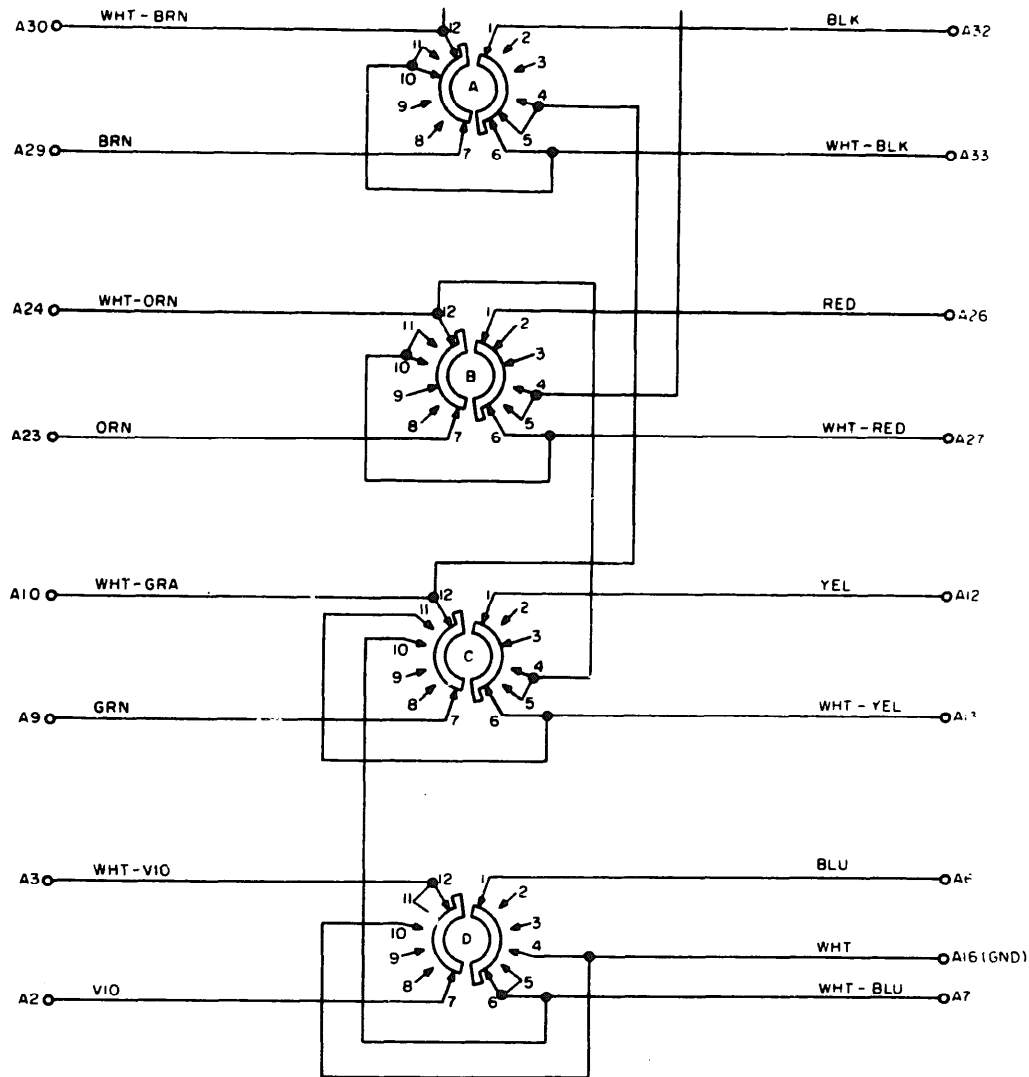 A30 WHT-BRN 12 1 BLK A32
11 2
10 A 3
9 4
8 5
A29 BRN 7 6 WHT-BLK A33
A24 WHT-ORN 12 1 RED A26
11 2
10 B 3
9 4
8 5
A23 ORN 7 6 WHT-RED A27
A10 WHT-GRA 12 1 YEL A12
11 2
10 C 3
9 4
8 5
A9 GRN 7 6 WHT-YEL
A3 WHT-VIO 12 1 BLU A6
11 2
10 D 3
9 4 WHT A16(GND)
8 5
A2 VIO 7 6 WHT-BLU A7